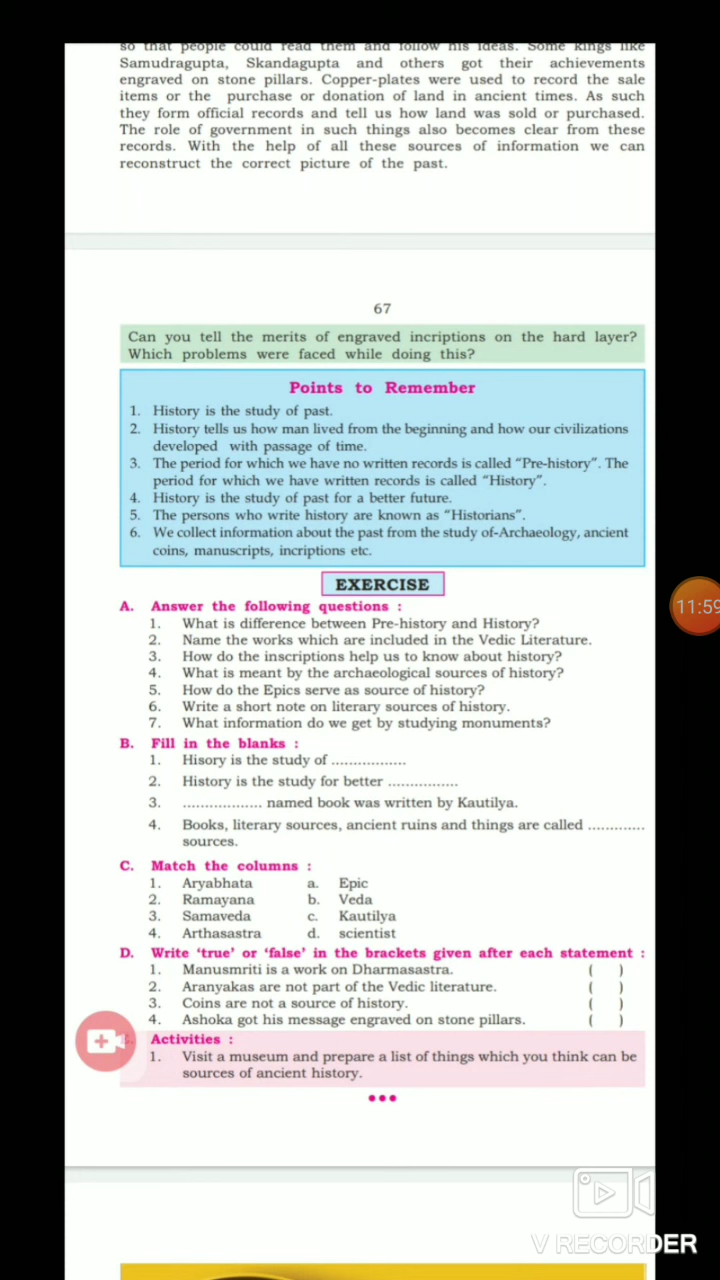 so that people could read them and follow his ideas. Some kings like
Samudragupta, Skandagupta and others got their achievements
engraved on stone pillars. Copper-plates were used to record the sale
items or the purchase or donation of land in ancient times. As such
they form official records and tell us how land was sold or purchased.
The role of government in such things also becomes clear from these
records. With the help of all these sources of information we can
reconstruct the correct picture of the past.
67
Can you tell the merits of engraved incriptions on the hard layer?
Which problems were faced while doing this?
Points to Remember
1. History is the study of past.
2. History tells us how man lived from the beginning and how our civilizations
developed with passage of time.
3. The period for which we have no written records is called "Pre-history". The
period for which we have written records is called "History".
4. History is the study of past for a better future.
5. The persons who write history are known as "Historians".
6. We collect information about the past from the study of-Archaeology, ancient
coins, manuscripts, incriptions etc.
EXERCISE
11:59
A. Answer the following questions :
1. What is difference between Pre-history and History?
2. Name the works which are included in the Vedic Literature.
3. How do the inscriptions help us to know about history?
4. What is meant by the archaeological sources of history?
5. How do the Epics serve as source of history?
6. Write a short note on literary sources of history.
7. What information do we get by studying monuments?
B. Fill in the blanks :
1. Hisory is the study of .................
2. History is the study for better ................
3. .................. named book was written by Kautilya.
4. Books, literary sources, ancient ruins and things are called .............
sources.
C. Match the columns :
1. Aryabhata a. Epic
2. Ramayana b. Veda
3. Samaveda c. Kautilya
4. Arthasastra d. scientist
D. Write 'true' or 'false' in the brackets given after each statement :
1. Manusmriti is a work on Dharmasastra. ( )
2. Aranyakas are not part of the Vedic literature. ( )
3. Coins are not a source of history. ( )
4. Ashoka got his message engraved on stone pillars. ( )
Activities :
1. Visit a museum and prepare a list of things which you think can be
sources of ancient history.
V RECORDER